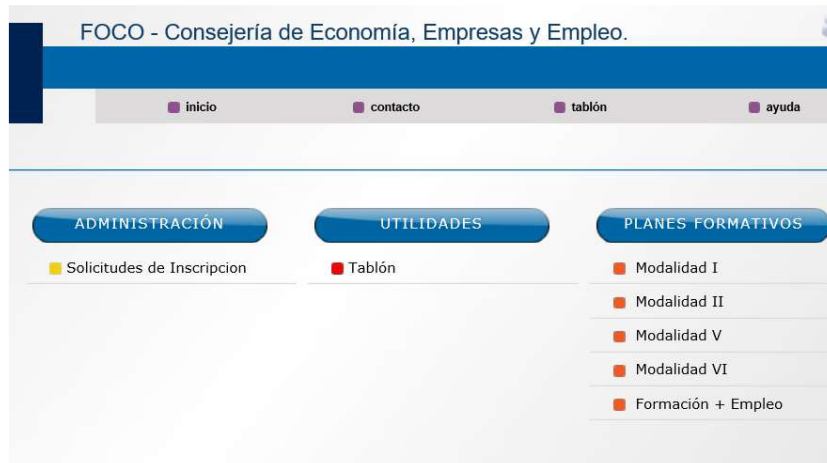 FOCO - Consejería de Economía, Empresas y Empleo.
inicio contacto tablón ayuda
ADMINISTRACIÓN UTILIDADES PLANES FORMATIVOS
Solicitudes de Inscripcion Tablón Modalidad I
Modalidad II
Modalidad V
Modalidad VI
Formación + Empleo